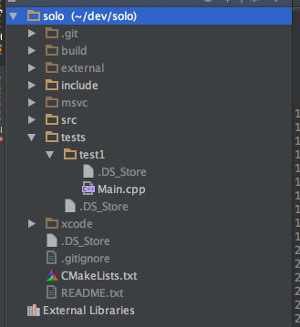 solo (~/dev/solo)
.git
build
external
include
msvc
src
tests
test1
.DS_Store
Main.cpp
.DS_Store
xcode
.DS_Store
.gitignore
CMakeLists.txt
README.txt
External Libraries